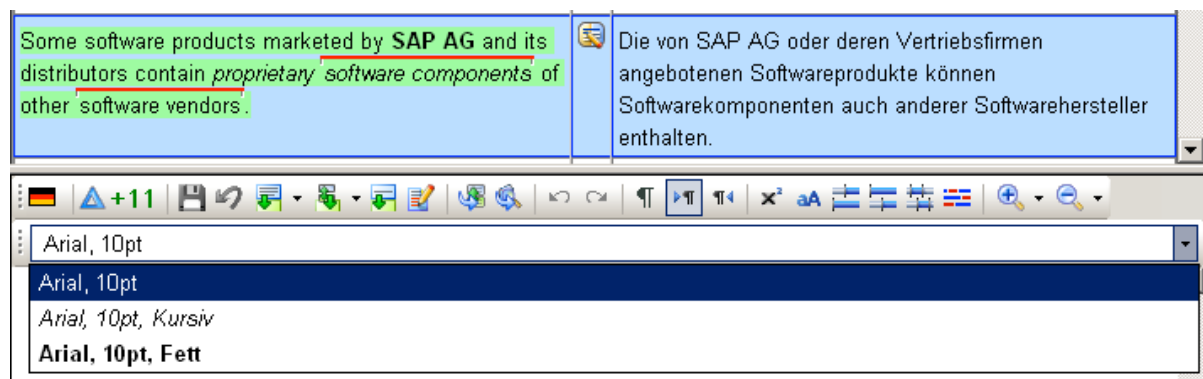 Some software products marketed by SAP AG and its
distributors contain proprietary software components of
other software vendors.
Die von SAP AG oder deren Vertriebsfirmen
angebotenen Softwareprodukte können
Softwarekomponenten auch anderer Softwarehersteller
enthalten.
+11 ¶ ¶ ¶ x² aA
Arial, 10pt
Arial, 10pt
Arial, 10pt, Kursiv
Arial, 10pt, Fett